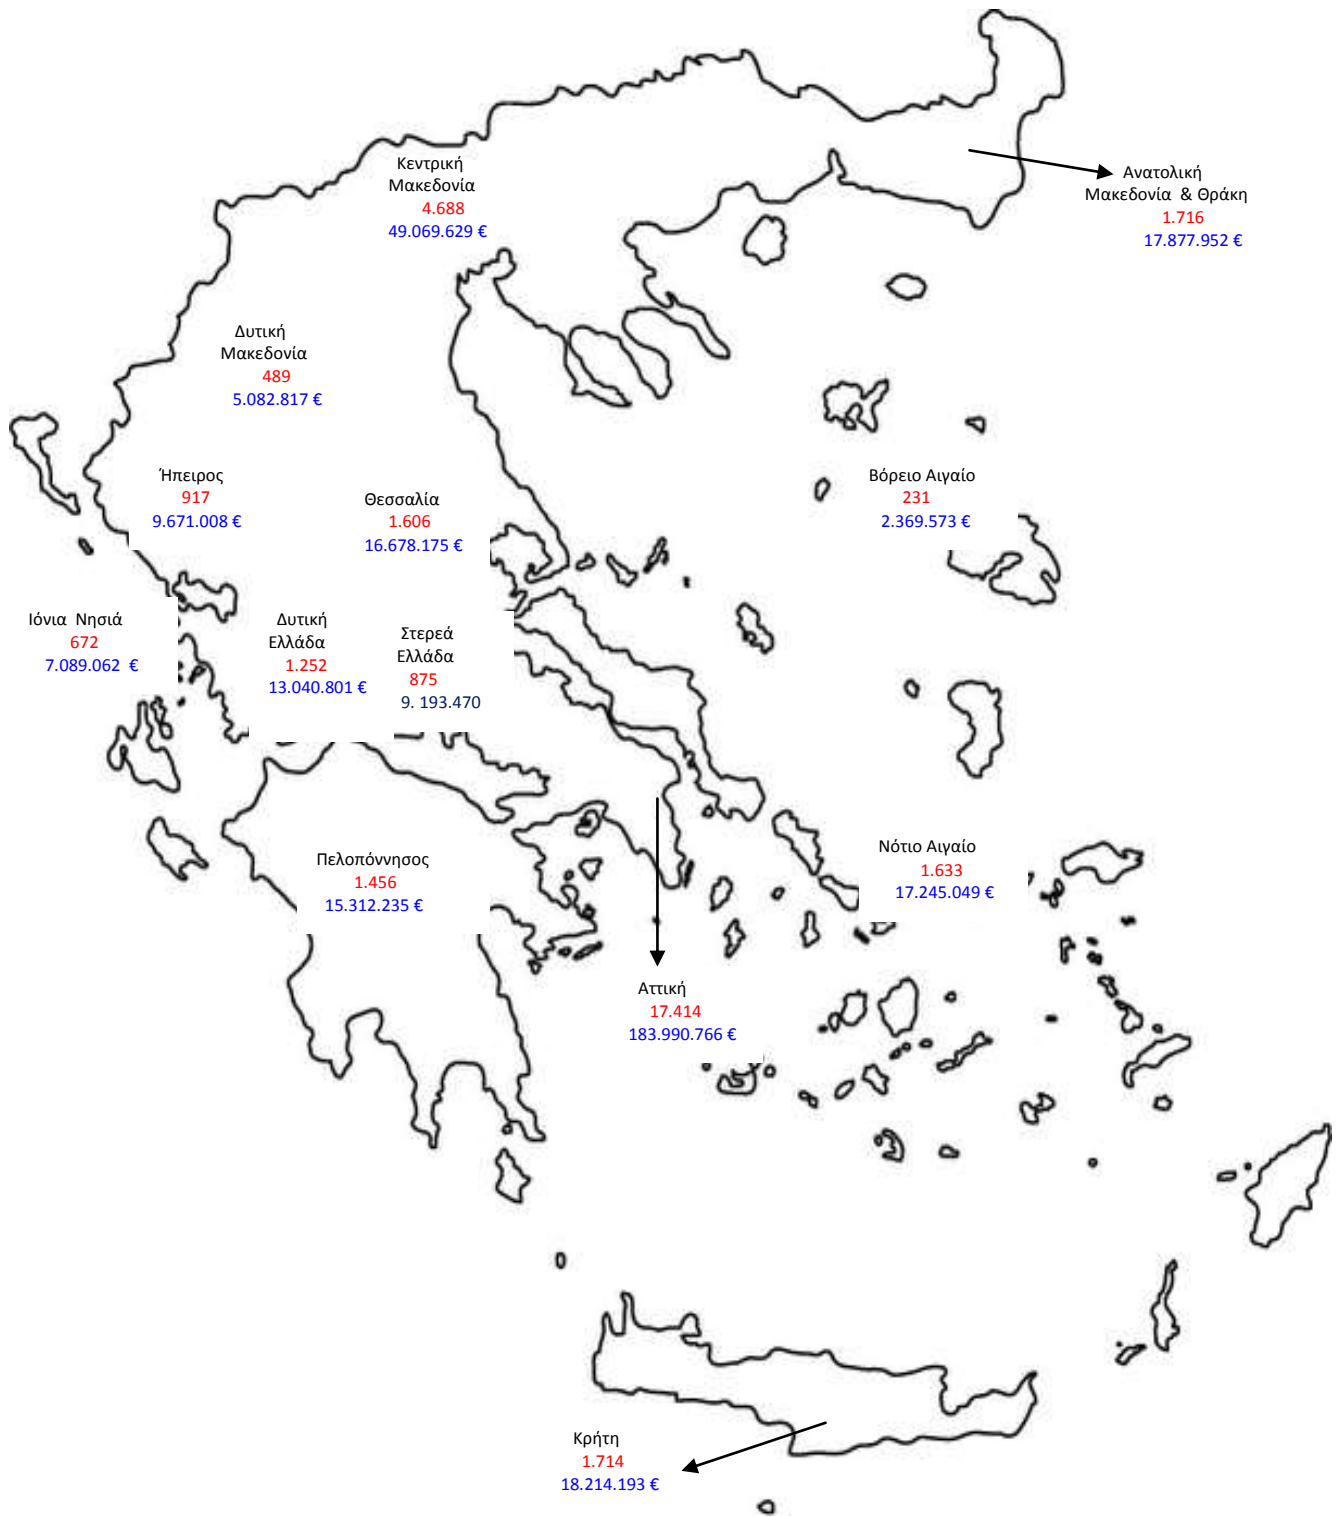 Κεντρική
Μακεδονία
4.688
49.069.629 €
Ανατολική
Μακεδονία & Θράκη
1.716
17.877.952 €
Δυτική
Μακεδονία
489
5.082.817 €
Ήπειρος
917
9.671.008 €
Θεσσαλία
1.606
16.678.175 €
Βόρειο Αιγαίο
231
2.369.573 €
Ιόνια Νησιά
672
7.089.062 €
Δυτική
Ελλάδα
1.252
13.040.801 €
Στερεά
Ελλάδα
875
9. 193.470
Πελοπόννησος
1.456
15.312.235 €
Νότιο Αιγαίο
1.633
17.245.049 €
Αττική
17.414
183.990.766 €
Κρήτη
1.714
18.214.193 €